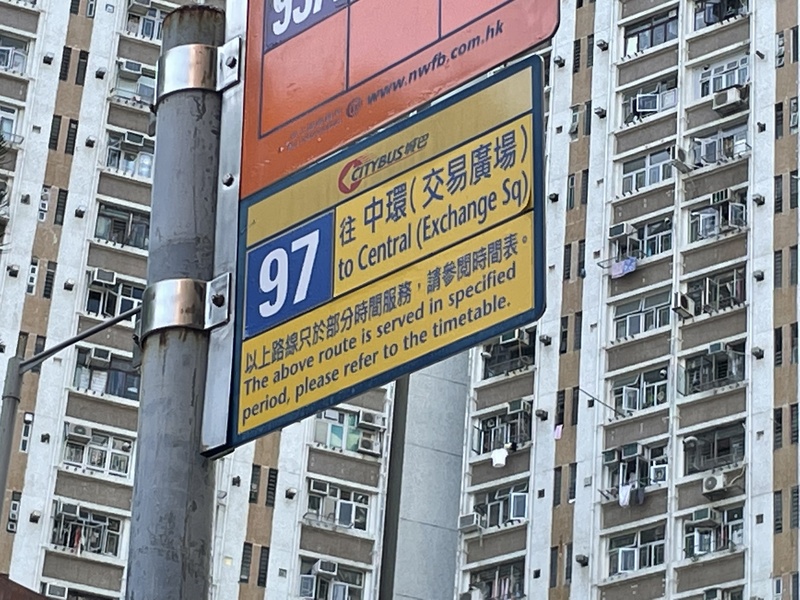 www.nwfb.com.hk
CITYBUS 城巴
97
往 中環(交易廣場)
to Central (Exchange Sq)
以上路線只於部分時間服務，請參閱時間表。
The above route is served in specified
period, please refer to the timetable.